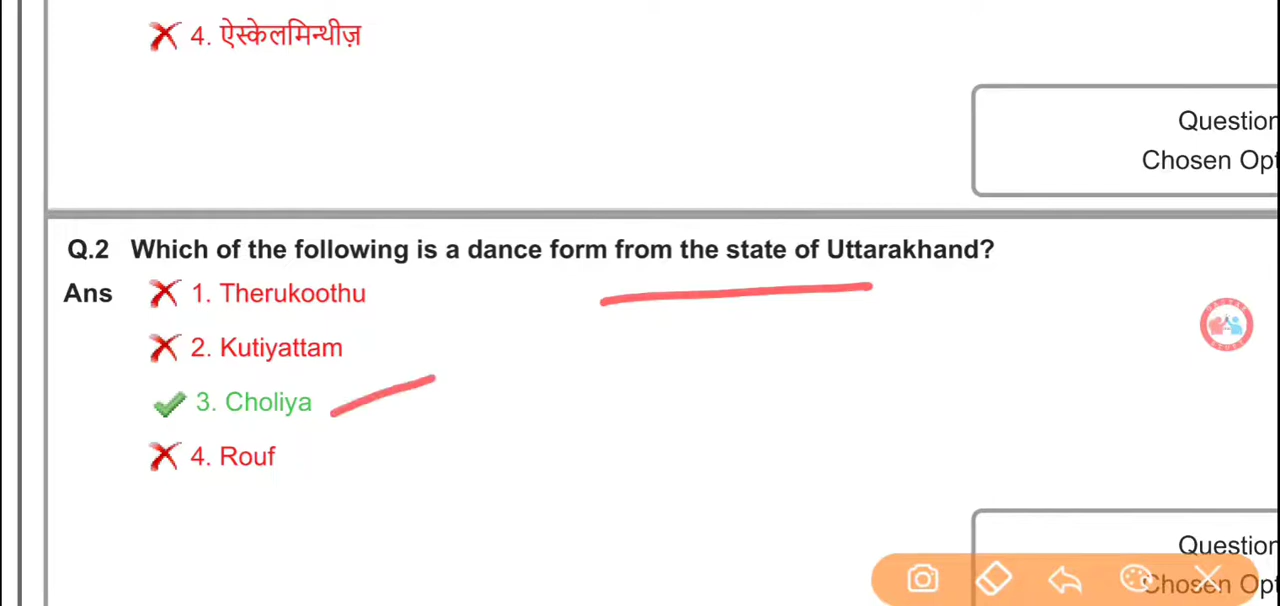 4. ऐस्केलमिन्थीज़
Question
Chosen Opt
Q.2 Which of the following is a dance form from the state of Uttarakhand?
Ans 1. Therukoothu
2. Kutiyattam
3. Choliya
4. Rouf
Question
Chosen Opt